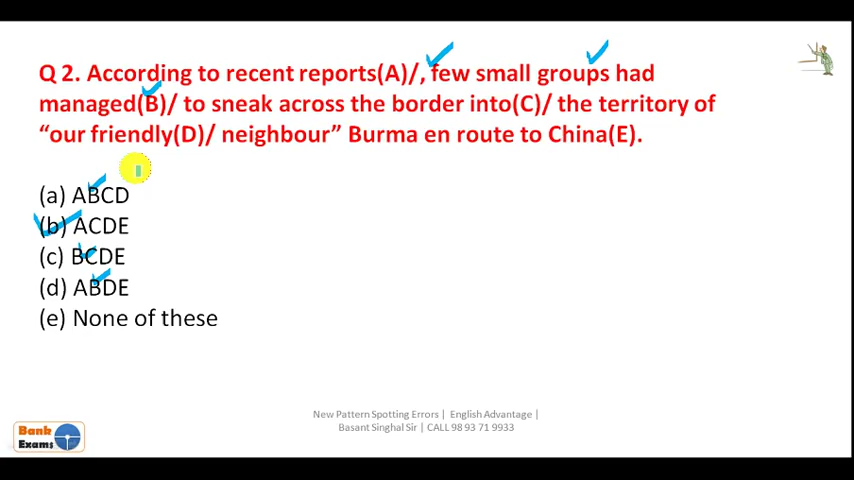 Q 2. According to recent reports(A)/, few small groups had
managed(B)/ to sneak across the border into(C)/ the territory of
“our friendly(D)/ neighbour” Burma en route to China(E).
(a) ABCD
(b) ACDE
(c) BCDE
(d) ABDE
(e) None of these
New Pattern Spotting Errors | English Advantage |
Basant Singhal Sir | CALL 98 93 71 9933
Bank
Exams